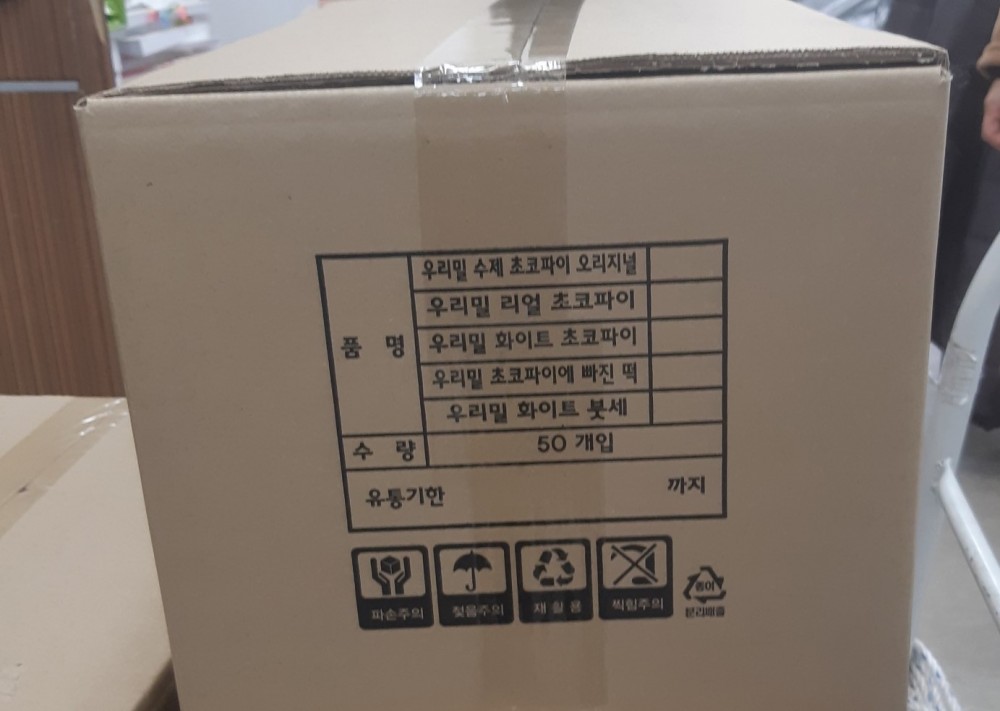 품 명
우리밀 수제 초코파이 오리지널
우리밀 리얼 초코파이
우리밀 화이트 초코파이
우리밀 초코파이에 빠진 떡
우리밀 화이트 붓세
수 량 50 개입
유통기한 까지
파손주의 젖음주의 재 활 용 찍힘주의 종이
분리배출